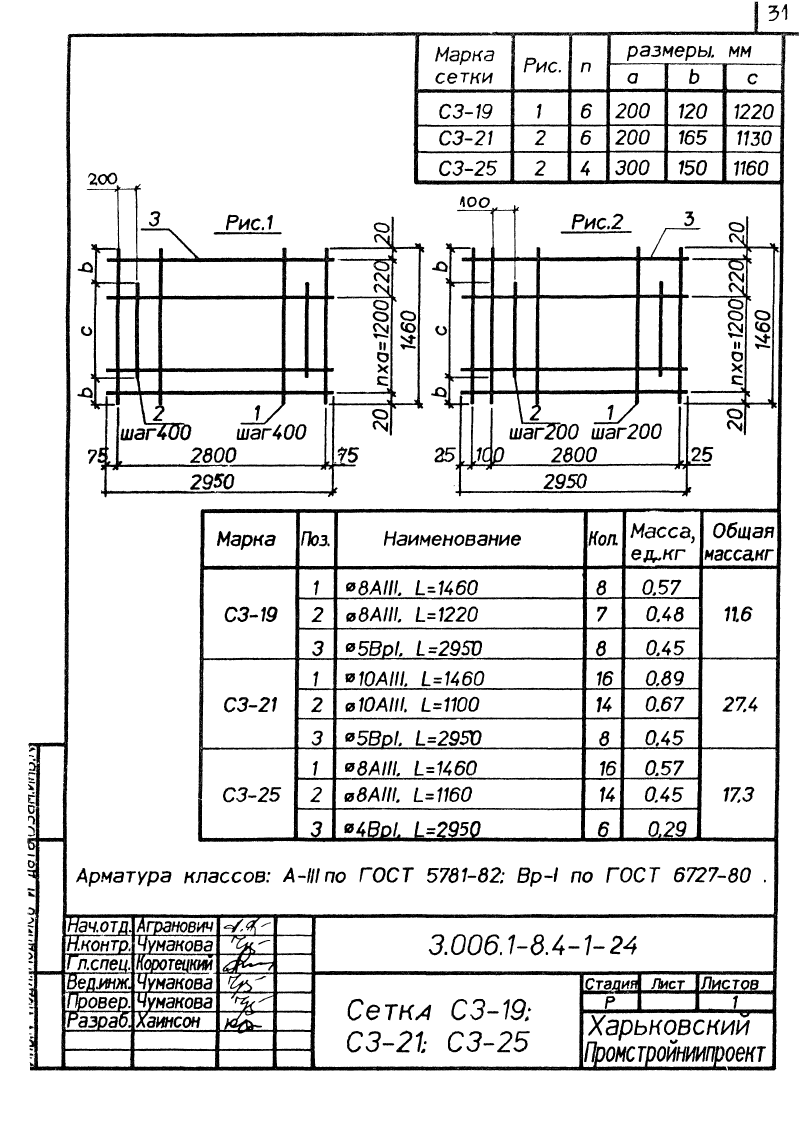 31
Марка сетки Рис. n размеры, мм
a b c
С3-19 1 6 200 120 1220
С3-21 2 6 200 165 1130
С3-25 2 4 300 150 1160
200 3 Рис.1 20
b c b
220
nxa=1200
1460
20
2 шаг400
1 шаг400
75 2800 75
2950
100 Рис.2 3 20
b c b
220
nxa=1200
1460
20
2 шаг200
1 шаг200
25 100 2800 25
2950
Марка Поз. Наименование Кол. Масса, ед.,кг Общая масса,кг
С3-19
1 ⌀8АIII, L=1460 8 0,57
2 ⌀8АIII, L=1220 7 0,48 11.6
3 ⌀5ВрI, L=2950 8 0,45
С3-21
1 ⌀10АIII, L=1460 16 0,89
2 ⌀10АIII, L=1100 14 0.67 27,4
3 ⌀5ВрI, L=2950 8 0,45
С3-25
1 ⌀8АIII, L=1460 16 0,57
2 ⌀8АIII, L=1160 14 0.45 17,3
3 ⌀4ВрI, L=2950 6 0,29
Арматура классов: А-III по ГОСТ 5781-82; Вр-I по ГОСТ 6727-80 .
Нач.отд. Агранович
Н.контр. Чумакова
Гл.спец. Коротецкий
Вед.инж. Чумакова
Провер. Чумакова
Разраб. Хаинсон
3.006.1-8.4-1-24
Сетка С3-19;
С3-21; С3-25
Стадия Лист Листов
Р 1
Харьковский
Промстройниипроект